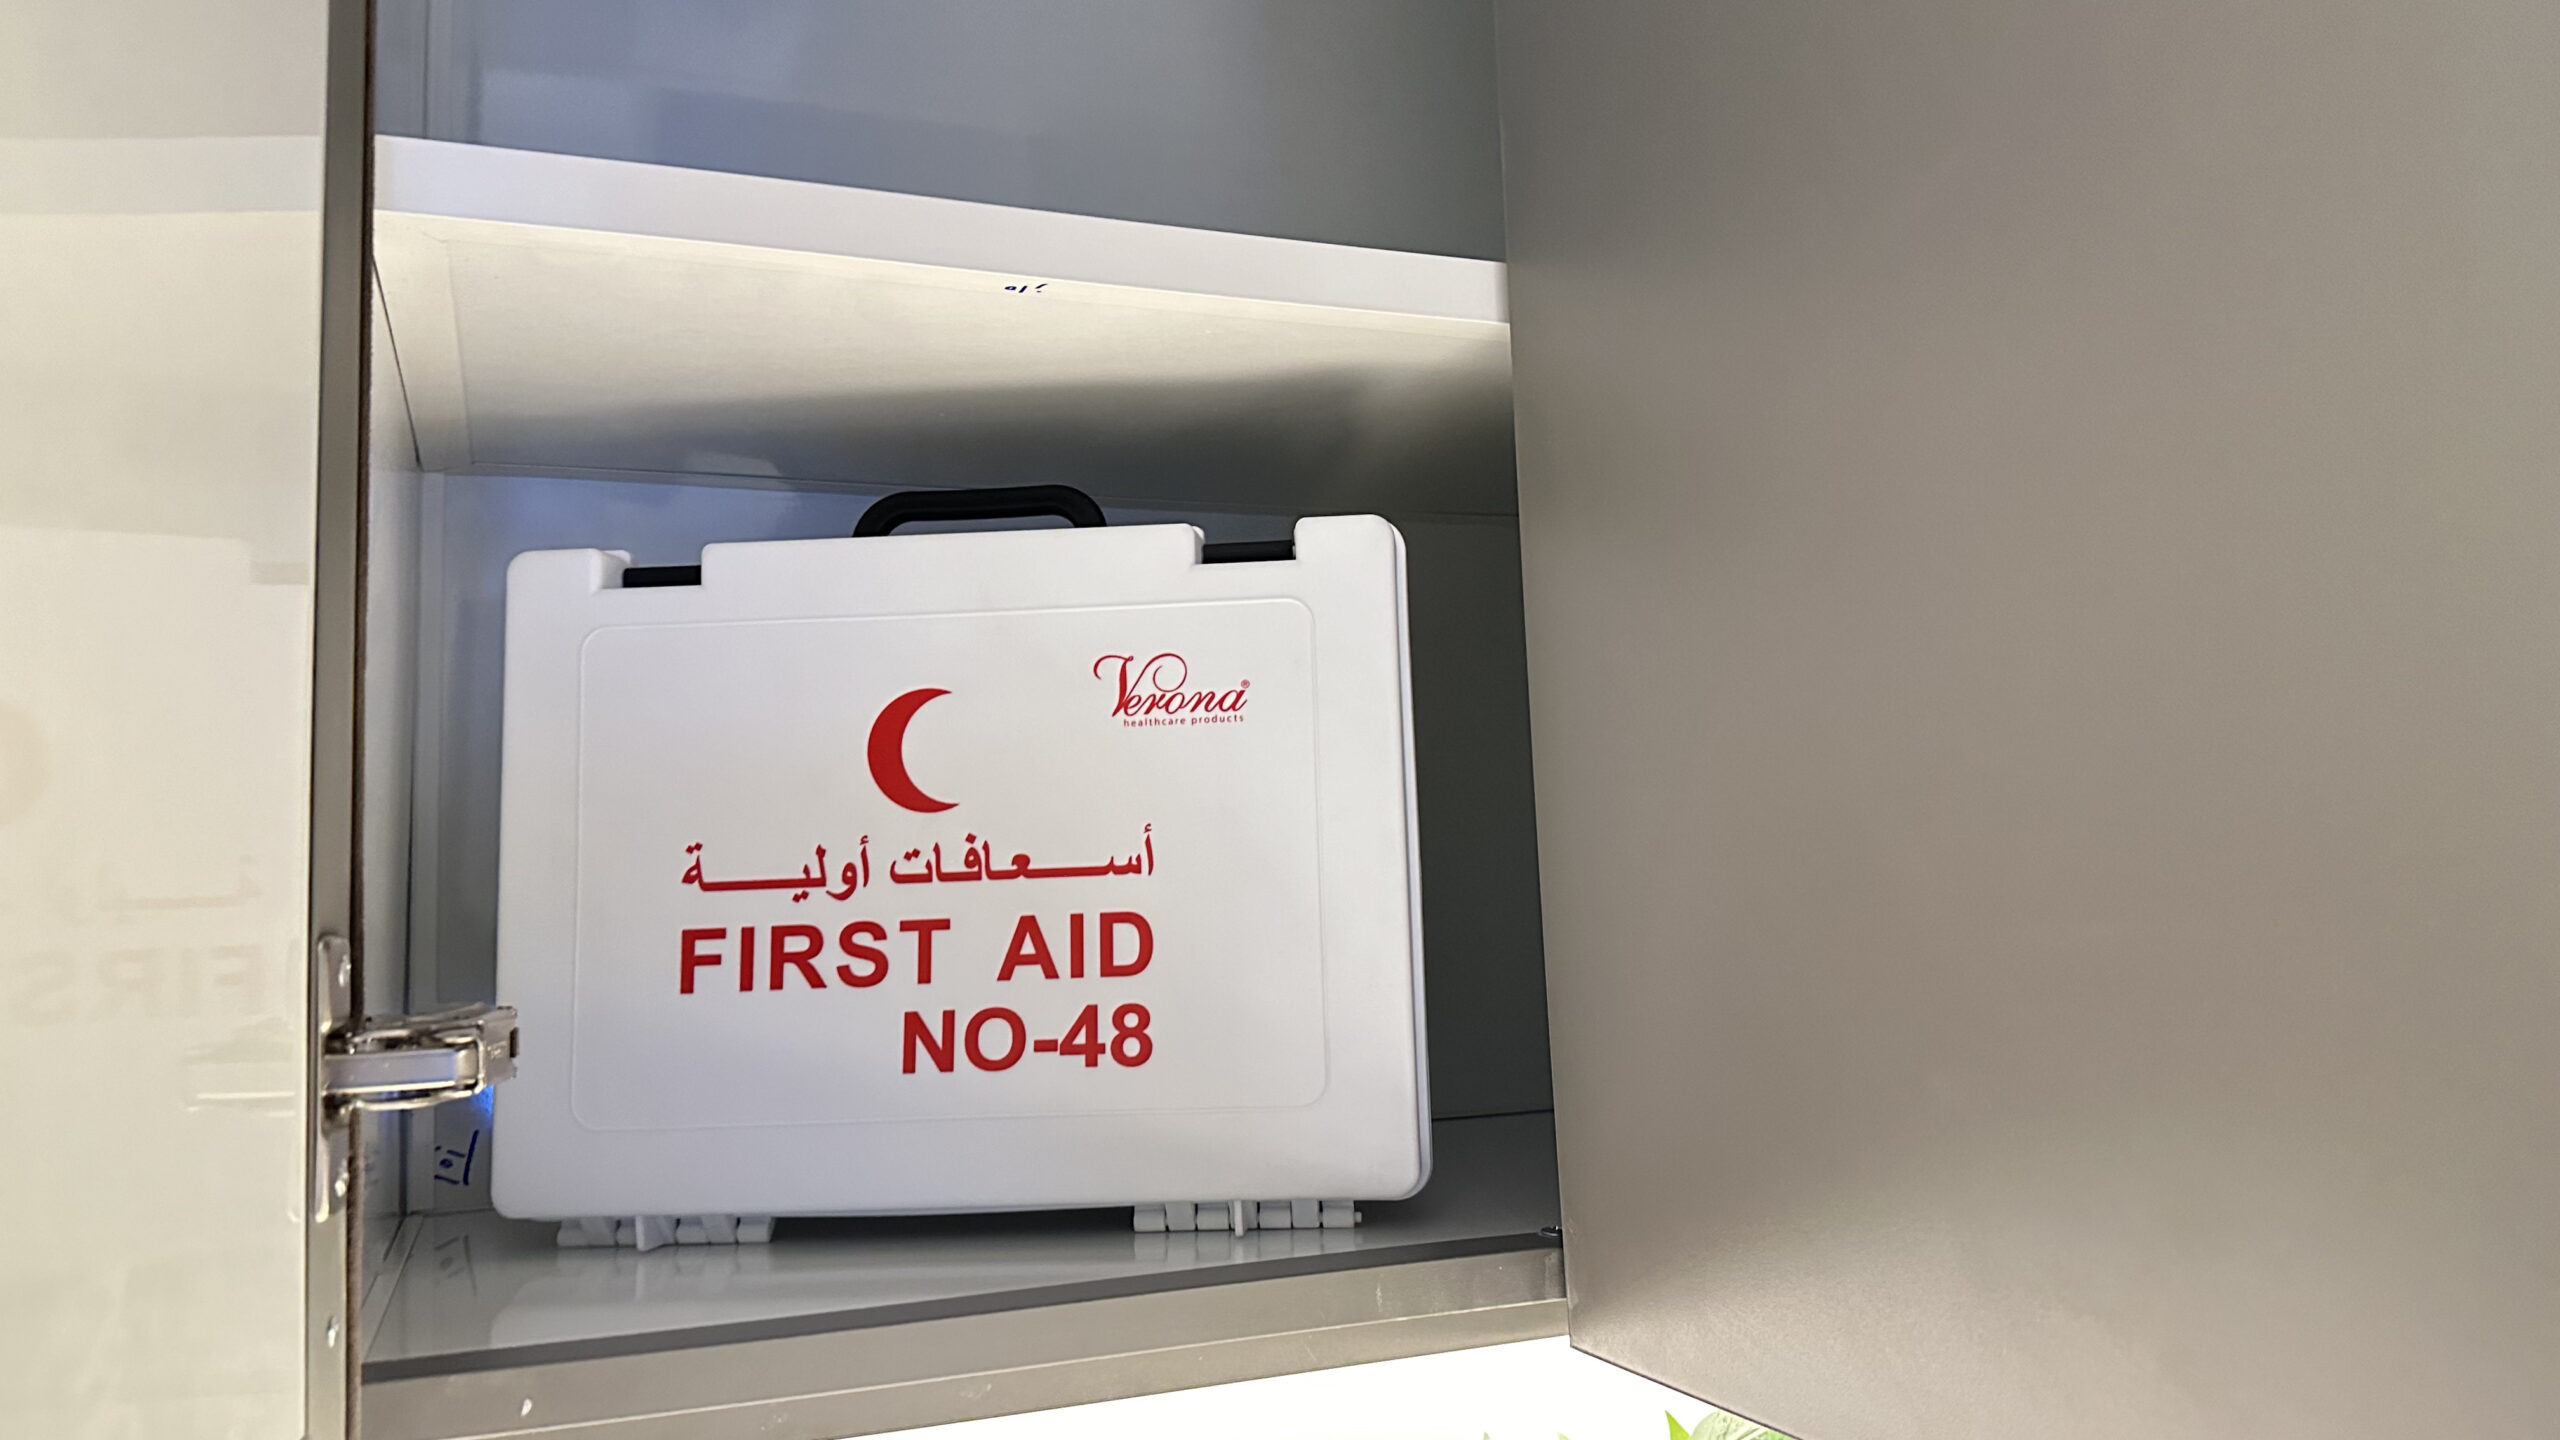 Verona®
healthcare products
أسعافات أولية
FIRST AID
NO-48